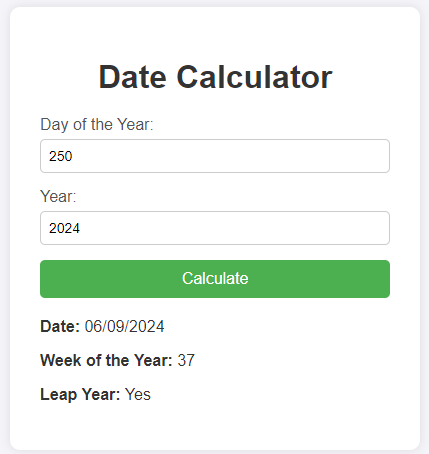 Date Calculator
Day of the Year:
250
Year:
2024
Calculate
Date: 06/09/2024
Week of the Year: 37
Leap Year: Yes